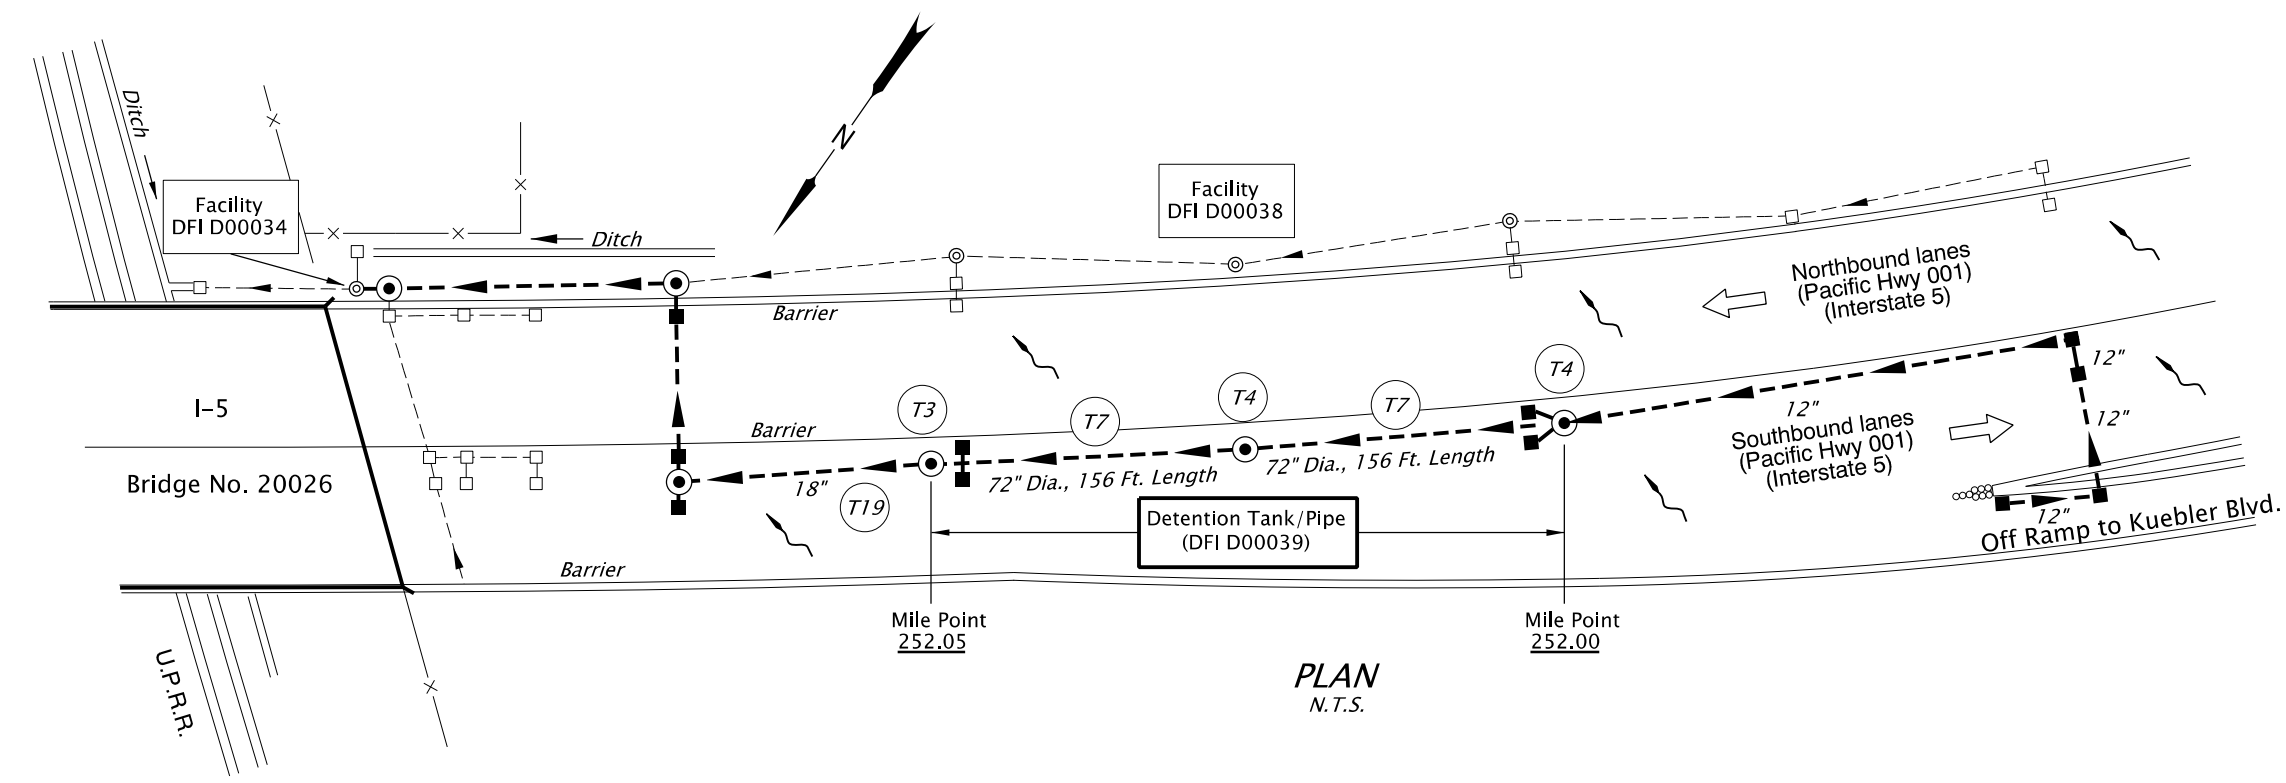 Ditch
N
Facility
DFI D00034
Ditch
Facility
DFI D00038
Northbound lanes
(Pacific Hwy 001)
(Interstate 5)
Barrier
T4
12"
T4
T7
T3
T7
12"
12"
I-5
Barrier
Southbound lanes
(Pacific Hwy 001)
(Interstate 5)
Bridge No. 20026
18"
72" Dia., 156 Ft. Length
72" Dia., 156 Ft. Length
T19
12"
Detention Tank/Pipe
(DFI D00039)
Off Ramp to Kuebler Blvd.
Barrier
Mile Point
252.05
Mile Point
252.00
U.P.R.R.
PLAN
N.T.S.